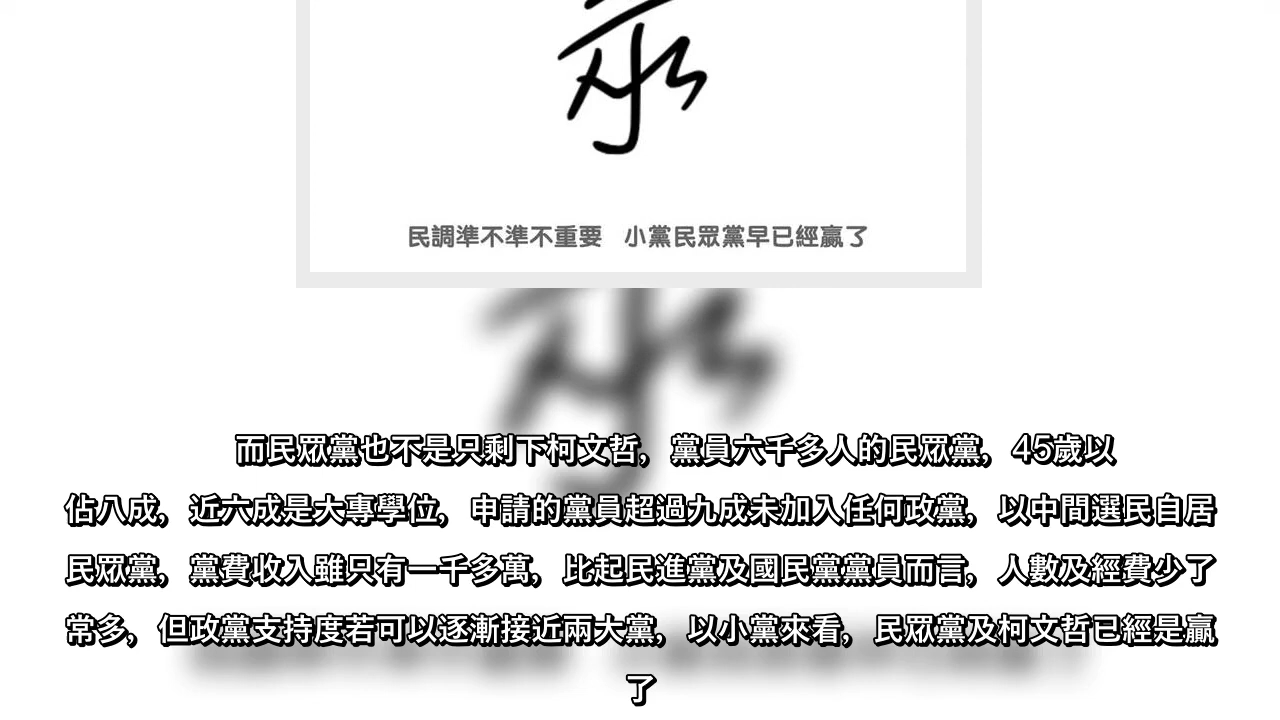 眾
民調準不準不重要 小黨民眾黨早已經贏了
而民眾黨也不是只剩下柯文哲，黨員六千多人的民眾黨，45歲以
佔八成，近六成是大專學位，申請的黨員超過九成未加入任何政黨，以中間選民自居
民眾黨，黨費收入雖只有一千多萬，比起民進黨及國民黨黨員而言，人數及經費少了
常多，但政黨支持度若可以逐漸接近兩大黨，以小黨來看，民眾黨及柯文哲已經是贏
了